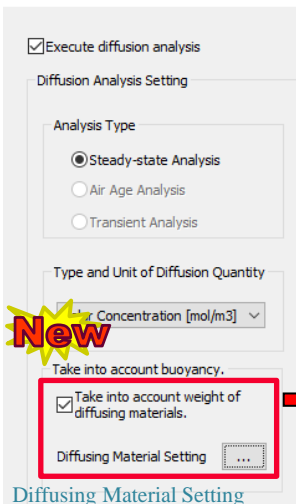 Execute diffusion analysis
Diffusion Analysis Setting
Analysis Type
Steady-state Analysis
Air Age Analysis
Transient Analysis
Type and Unit of Diffusion Quantity
Concentration [mol/m3]
New
Take into account buoyancy.
Take into account weight of
diffusing materials.
Diffusing Material Setting ...
Diffusing Material Setting